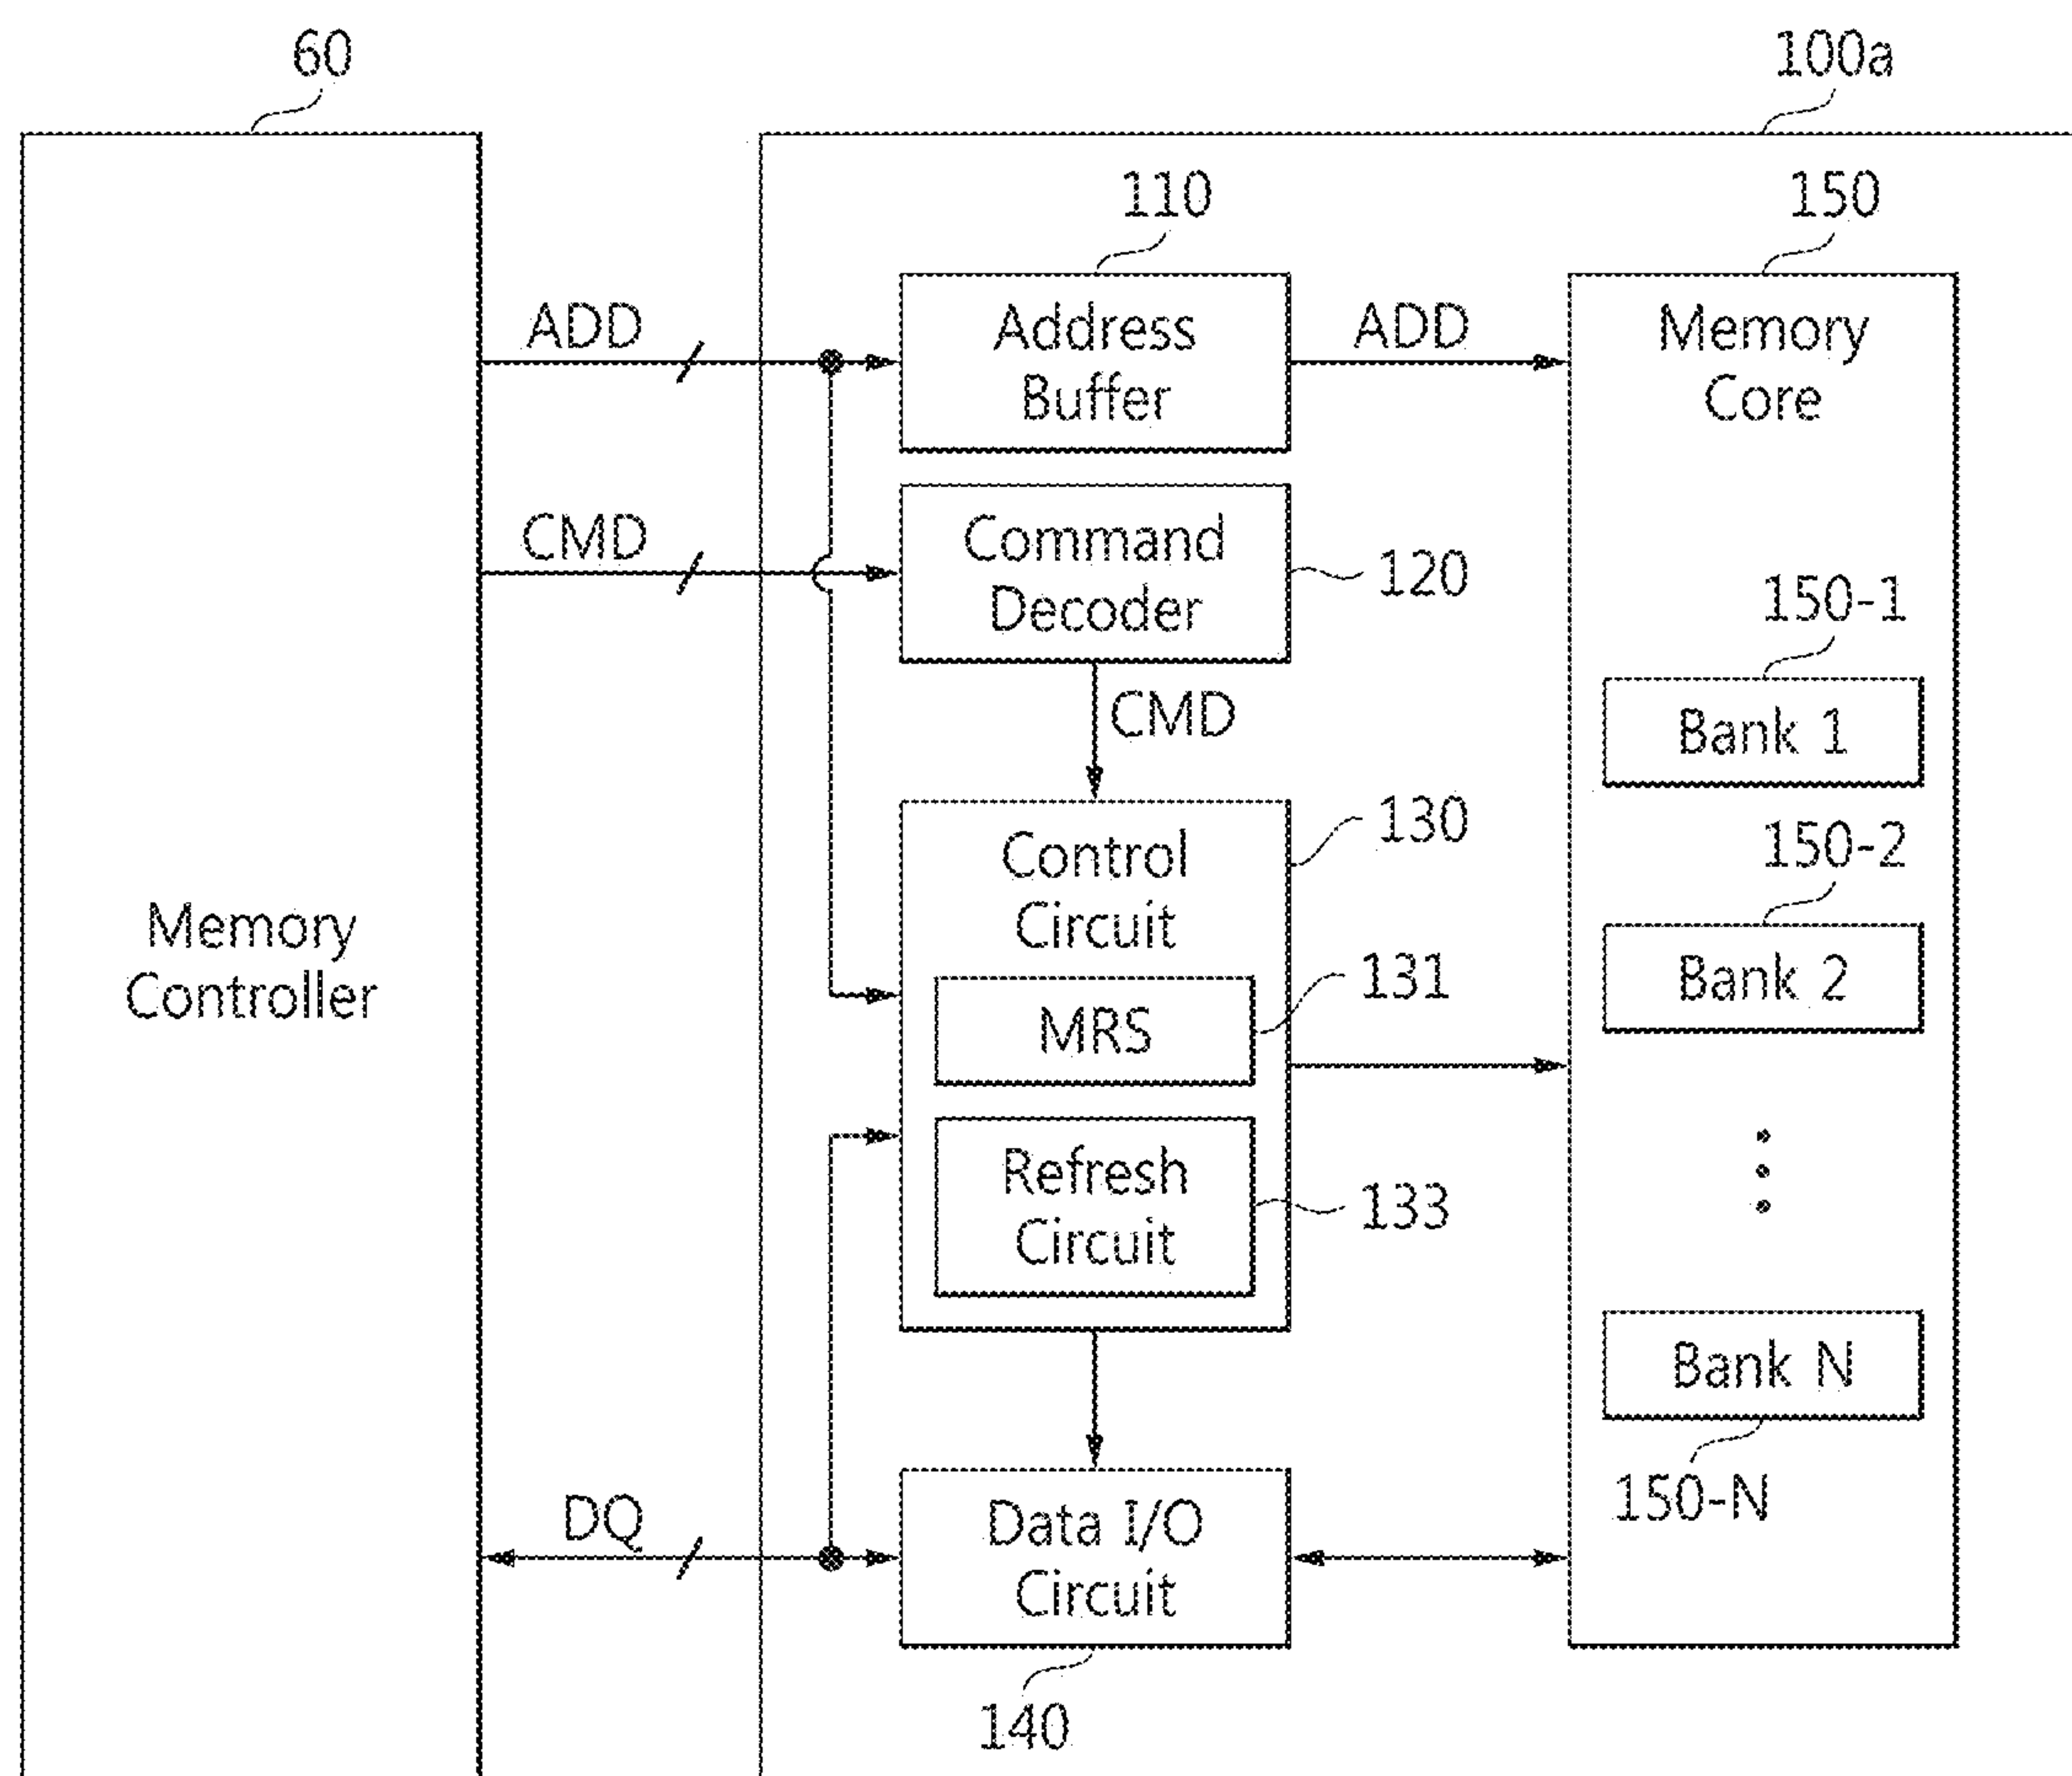 60
100a
110
150
ADD
Address
Buffer
ADD
Memory
Core
CMD
Command
Decoder
120
150-1
CMD
Bank 1
130
Control
Circuit
150-2
Memory
Controller
131
MRS
Bank 2
Refresh
Circuit
133
Bank N
150-N
DQ
Data I/O
Circuit
140